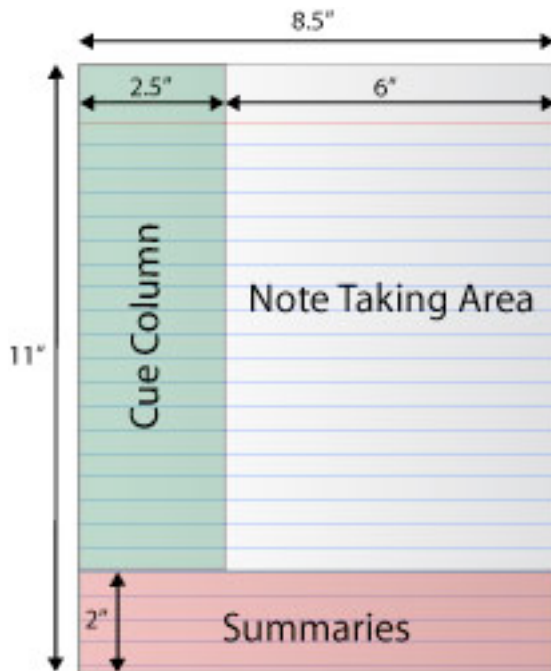 8.5"
2.5"
6"
Cue Column
Note Taking Area
11"
2"
Summaries